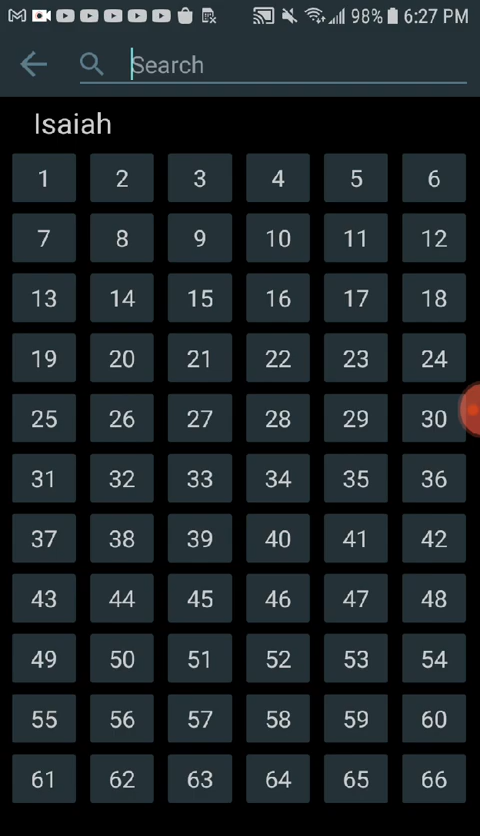 98% 6:27 PM
Search
Isaiah
1 2 3 4 5 6
7 8 9 10 11 12
13 14 15 16 17 18
19 20 21 22 23 24
25 26 27 28 29 30
31 32 33 34 35 36
37 38 39 40 41 42
43 44 45 46 47 48
49 50 51 52 53 54
55 56 57 58 59 60
61 62 63 64 65 66